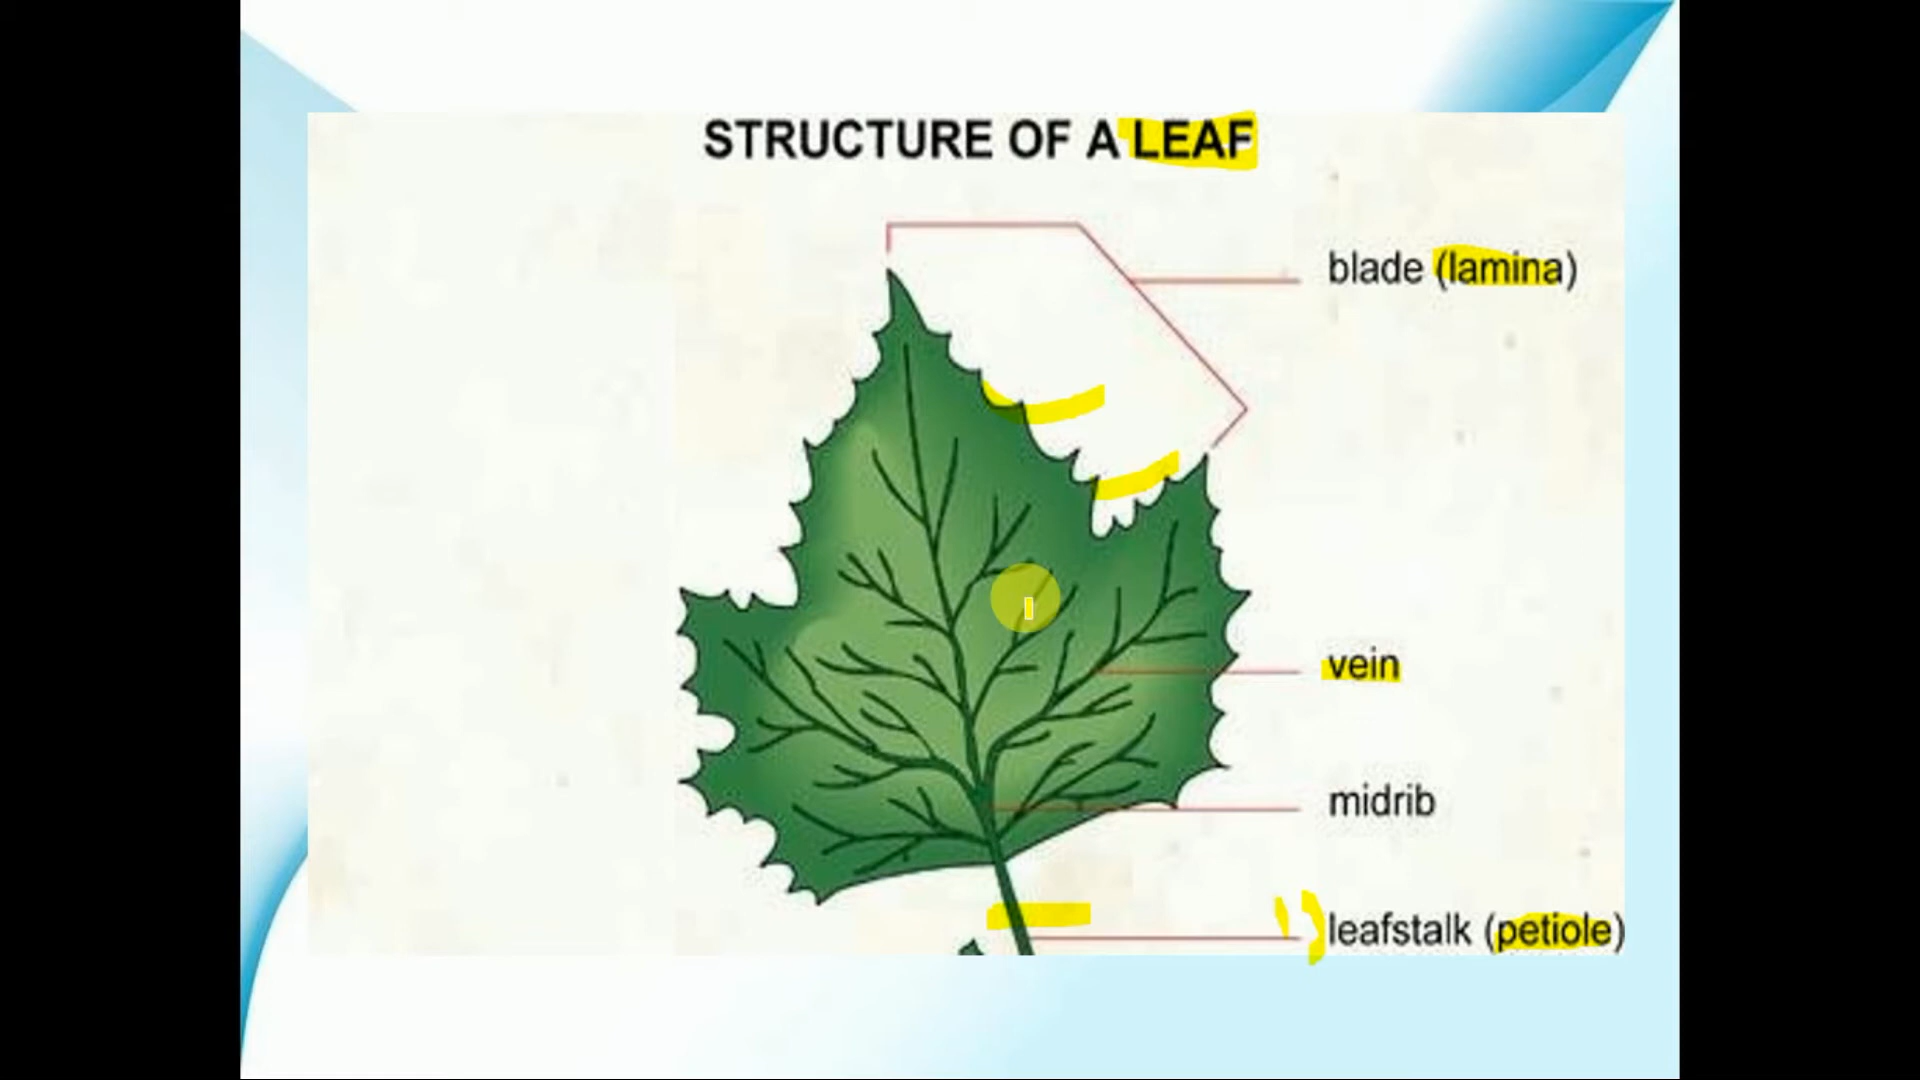 STRUCTURE OF A LEAF
blade (lamina)
vein
midrib
leafstalk (petiole)